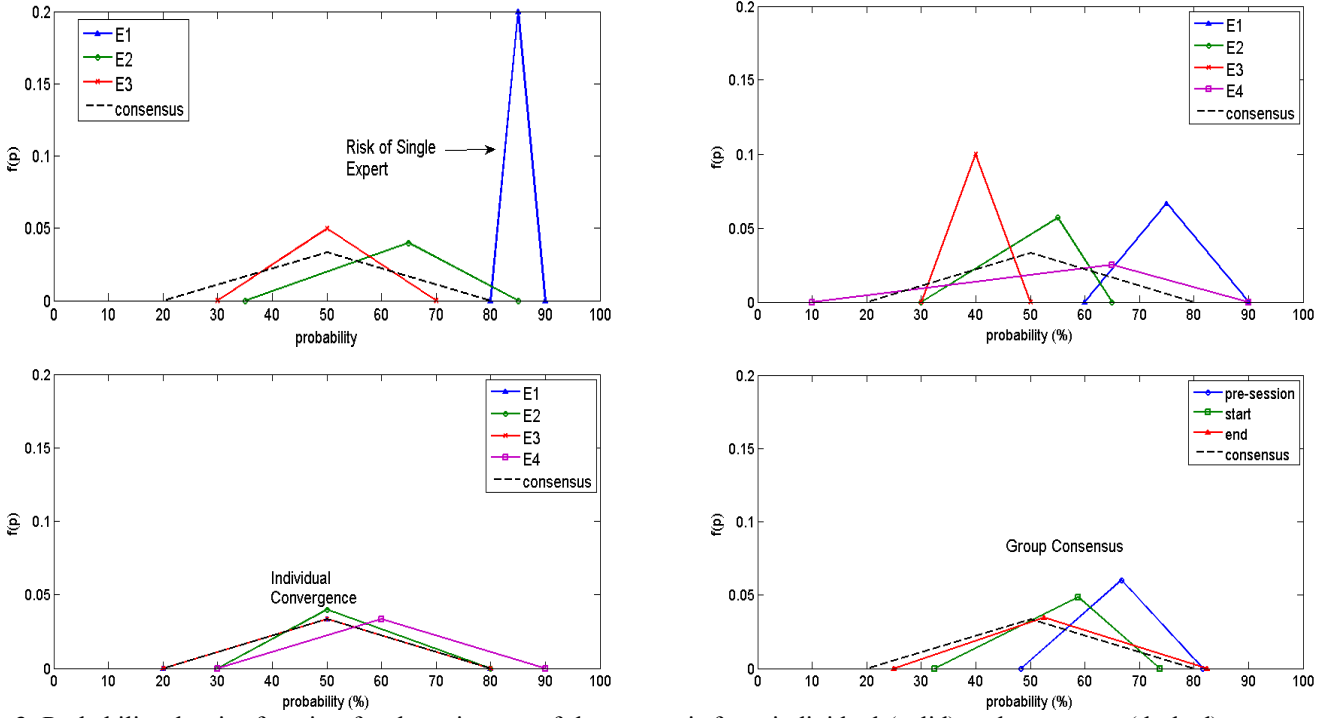 0.2
0.15
0.1
0.05
0
f(p)
E1
E2
E3
consensus
Risk of Single
Expert
0 10 20 30 40 50 60 70 80 90 100
probability
0.2
0.15
0.1
0.05
0
f(p)
E1
E2
E3
E4
consensus
0 10 20 30 40 50 60 70 80 90 100
probability (%)
0.2
0.15
0.1
0.05
0
f(p)
E1
E2
E3
E4
consensus
Individual
Convergence
0 10 20 30 40 50 60 70 80 90 100
probability (%)
0.2
0.15
0.1
0.05
0
f(p)
pre-session
start
end
consensus
Group Consensus
0 10 20 30 40 50 60 70 80 90 100
probability (%)